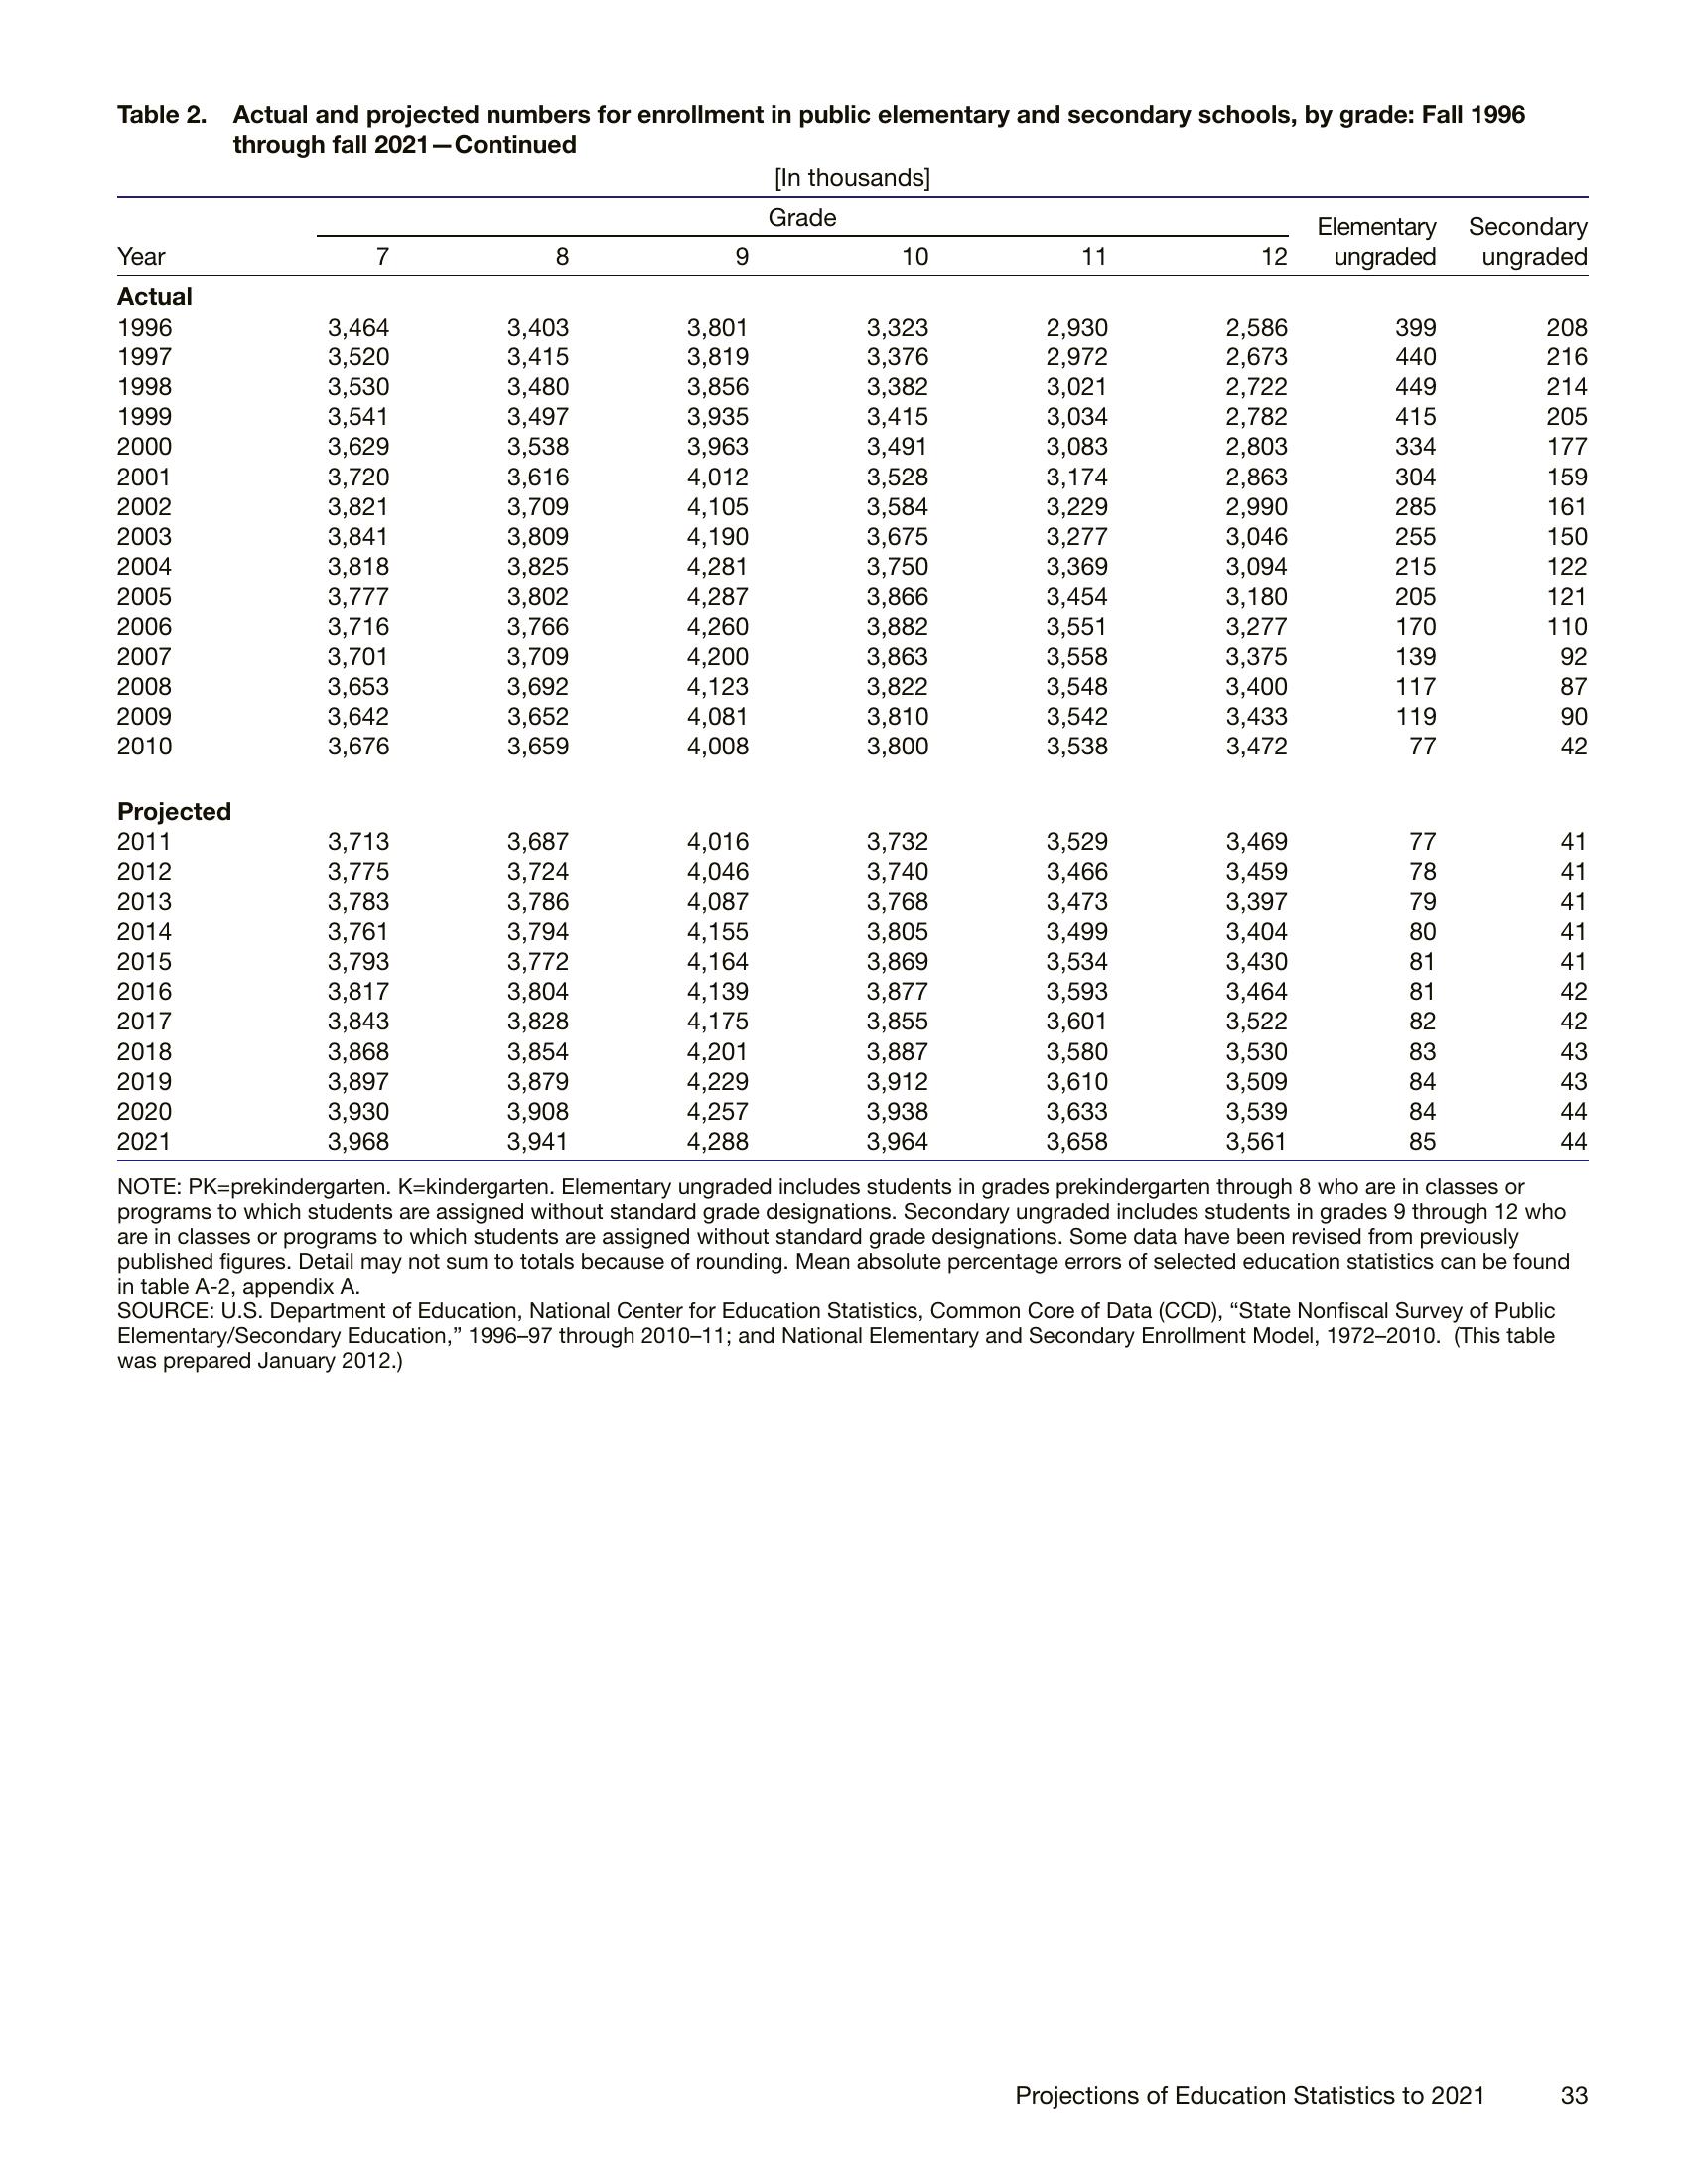 Table 2. Actual and projected numbers for enrollment in public elementary and secondary schools, by grade: Fall 1996
through fall 2021—Continued
[In thousands]
Grade Elementary Secondary
Year 7 8 9 10 11 12 ungraded ungraded
Actual
1996 3,464 3,403 3,801 3,323 2,930 2,586 399 208
1997 3,520 3,415 3,819 3,376 2,972 2,673 440 216
1998 3,530 3,480 3,856 3,382 3,021 2,722 449 214
1999 3,541 3,497 3,935 3,415 3,034 2,782 415 205
2000 3,629 3,538 3,963 3,491 3,083 2,803 334 177
2001 3,720 3,616 4,012 3,528 3,174 2,863 304 159
2002 3,821 3,709 4,105 3,584 3,229 2,990 285 161
2003 3,841 3,809 4,190 3,675 3,277 3,046 255 150
2004 3,818 3,825 4,281 3,750 3,369 3,094 215 122
2005 3,777 3,802 4,287 3,866 3,454 3,180 205 121
2006 3,716 3,766 4,260 3,882 3,551 3,277 170 110
2007 3,701 3,709 4,200 3,863 3,558 3,375 139 92
2008 3,653 3,692 4,123 3,822 3,548 3,400 117 87
2009 3,642 3,652 4,081 3,810 3,542 3,433 119 90
2010 3,676 3,659 4,008 3,800 3,538 3,472 77 42
Projected
2011 3,713 3,687 4,016 3,732 3,529 3,469 77 41
2012 3,775 3,724 4,046 3,740 3,466 3,459 78 41
2013 3,783 3,786 4,087 3,768 3,473 3,397 79 41
2014 3,761 3,794 4,155 3,805 3,499 3,404 80 41
2015 3,793 3,772 4,164 3,869 3,534 3,430 81 41
2016 3,817 3,804 4,139 3,877 3,593 3,464 81 42
2017 3,843 3,828 4,175 3,855 3,601 3,522 82 42
2018 3,868 3,854 4,201 3,887 3,580 3,530 83 43
2019 3,897 3,879 4,229 3,912 3,610 3,509 84 43
2020 3,930 3,908 4,257 3,938 3,633 3,539 84 44
2021 3,968 3,941 4,288 3,964 3,658 3,561 85 44
NOTE: PK=prekindergarten. K=kindergarten. Elementary ungraded includes students in grades prekindergarten through 8 who are in classes or
programs to which students are assigned without standard grade designations. Secondary ungraded includes students in grades 9 through 12 who
are in classes or programs to which students are assigned without standard grade designations. Some data have been revised from previously
published figures. Detail may not sum to totals because of rounding. Mean absolute percentage errors of selected education statistics can be found
in table A-2, appendix A.
SOURCE: U.S. Department of Education, National Center for Education Statistics, Common Core of Data (CCD), “State Nonfiscal Survey of Public
Elementary/Secondary Education,” 1996–97 through 2010–11; and National Elementary and Secondary Enrollment Model, 1972–2010. (This table
was prepared January 2012.)
Projections of Education Statistics to 2021 33